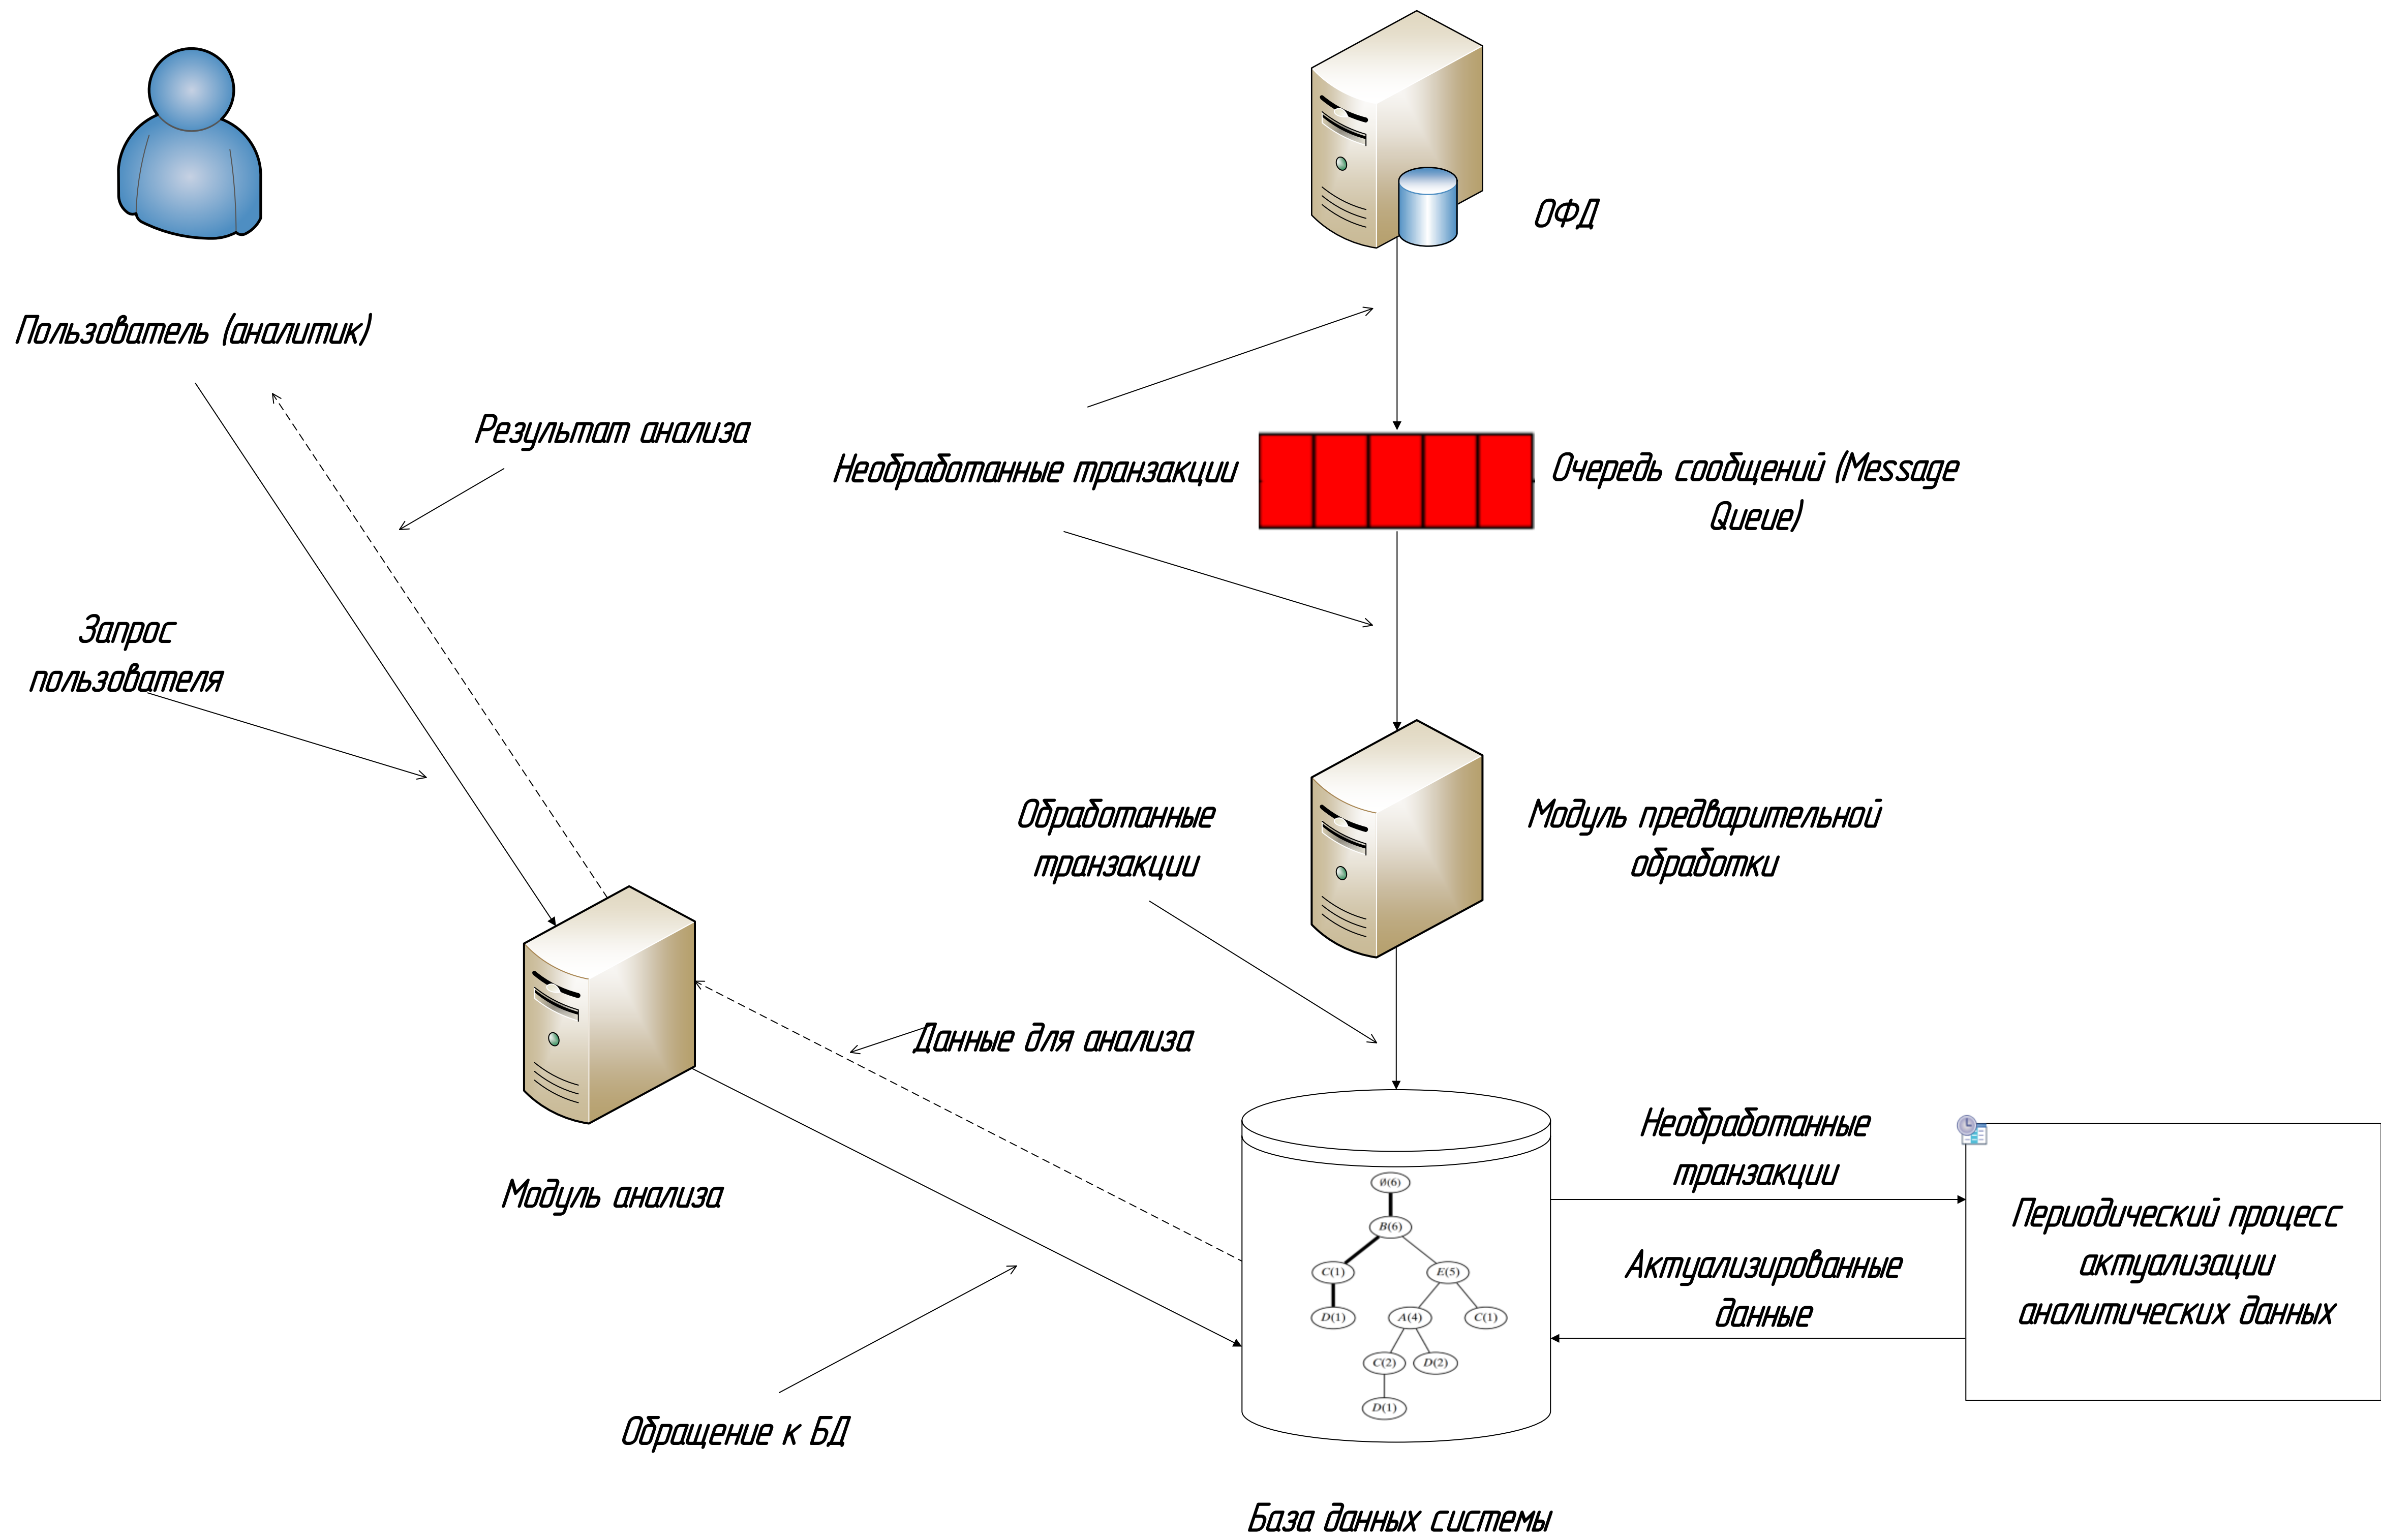 ОФД
Пользователь (аналитик)
Результат анализа
Необработанные транзакции
Очередь сообщений (Message
Queue)
Запрос
пользователя
Обработанные
транзакции
Модуль предварительной
обработки
Данные для анализа
Модуль анализа
Необработанные
транзакции
Актуализированные
данные
Периодический процесс
актуализации
аналитических данных
Ø(6)
B(6)
C(1)
E(5)
D(1)
A(4)
C(1)
C(2)
D(2)
D(1)
Обращение к БД
База данных системы